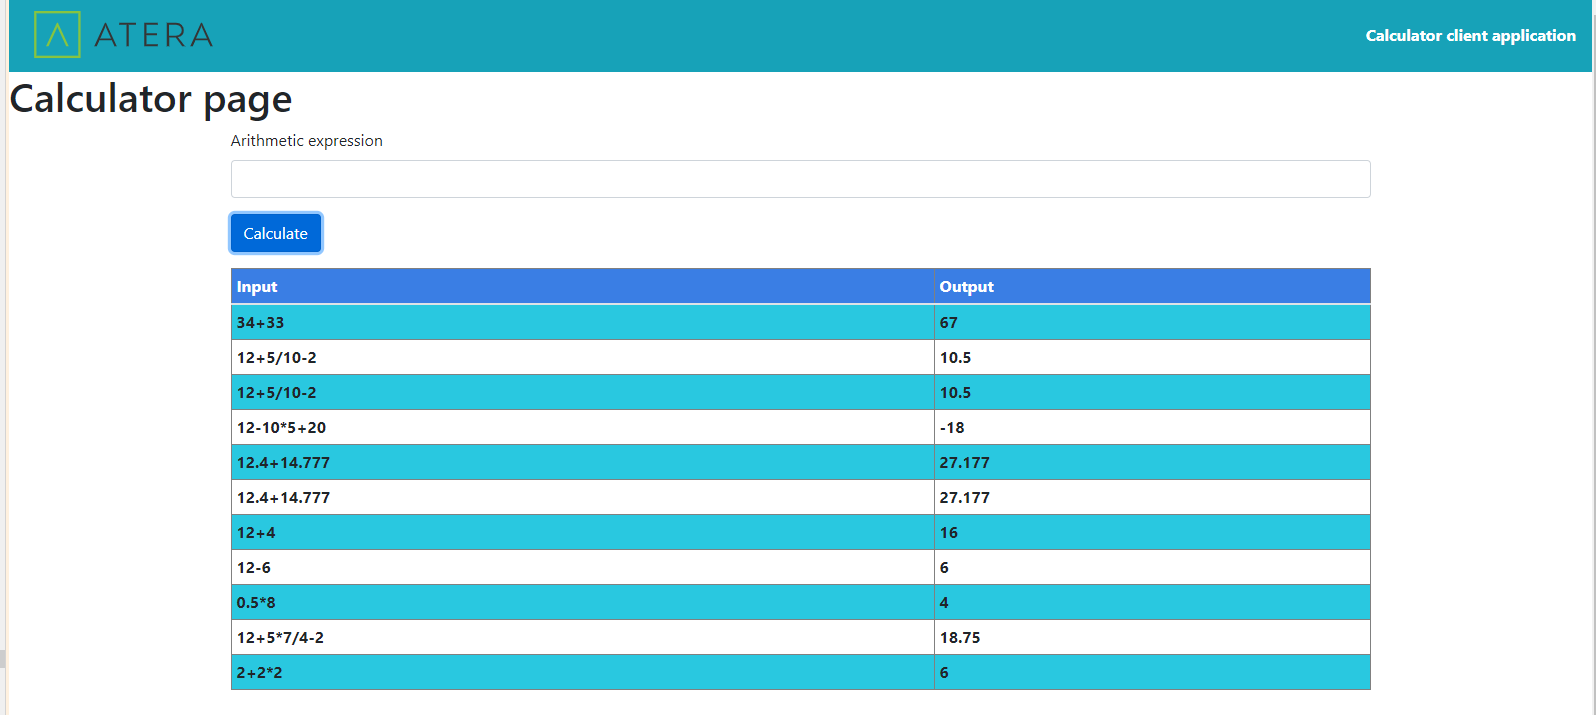 ATERA
Calculator client application
Calculator page
Arithmetic expression
Calculate
Input Output
34+33 67
12+5/10-2 10.5
12+5/10-2 10.5
12-10*5+20 -18
12.4+14.777 27.177
12.4+14.777 27.177
12+4 16
12-6 6
0.5*8 4
12+5*7/4-2 18.75
2+2*2 6